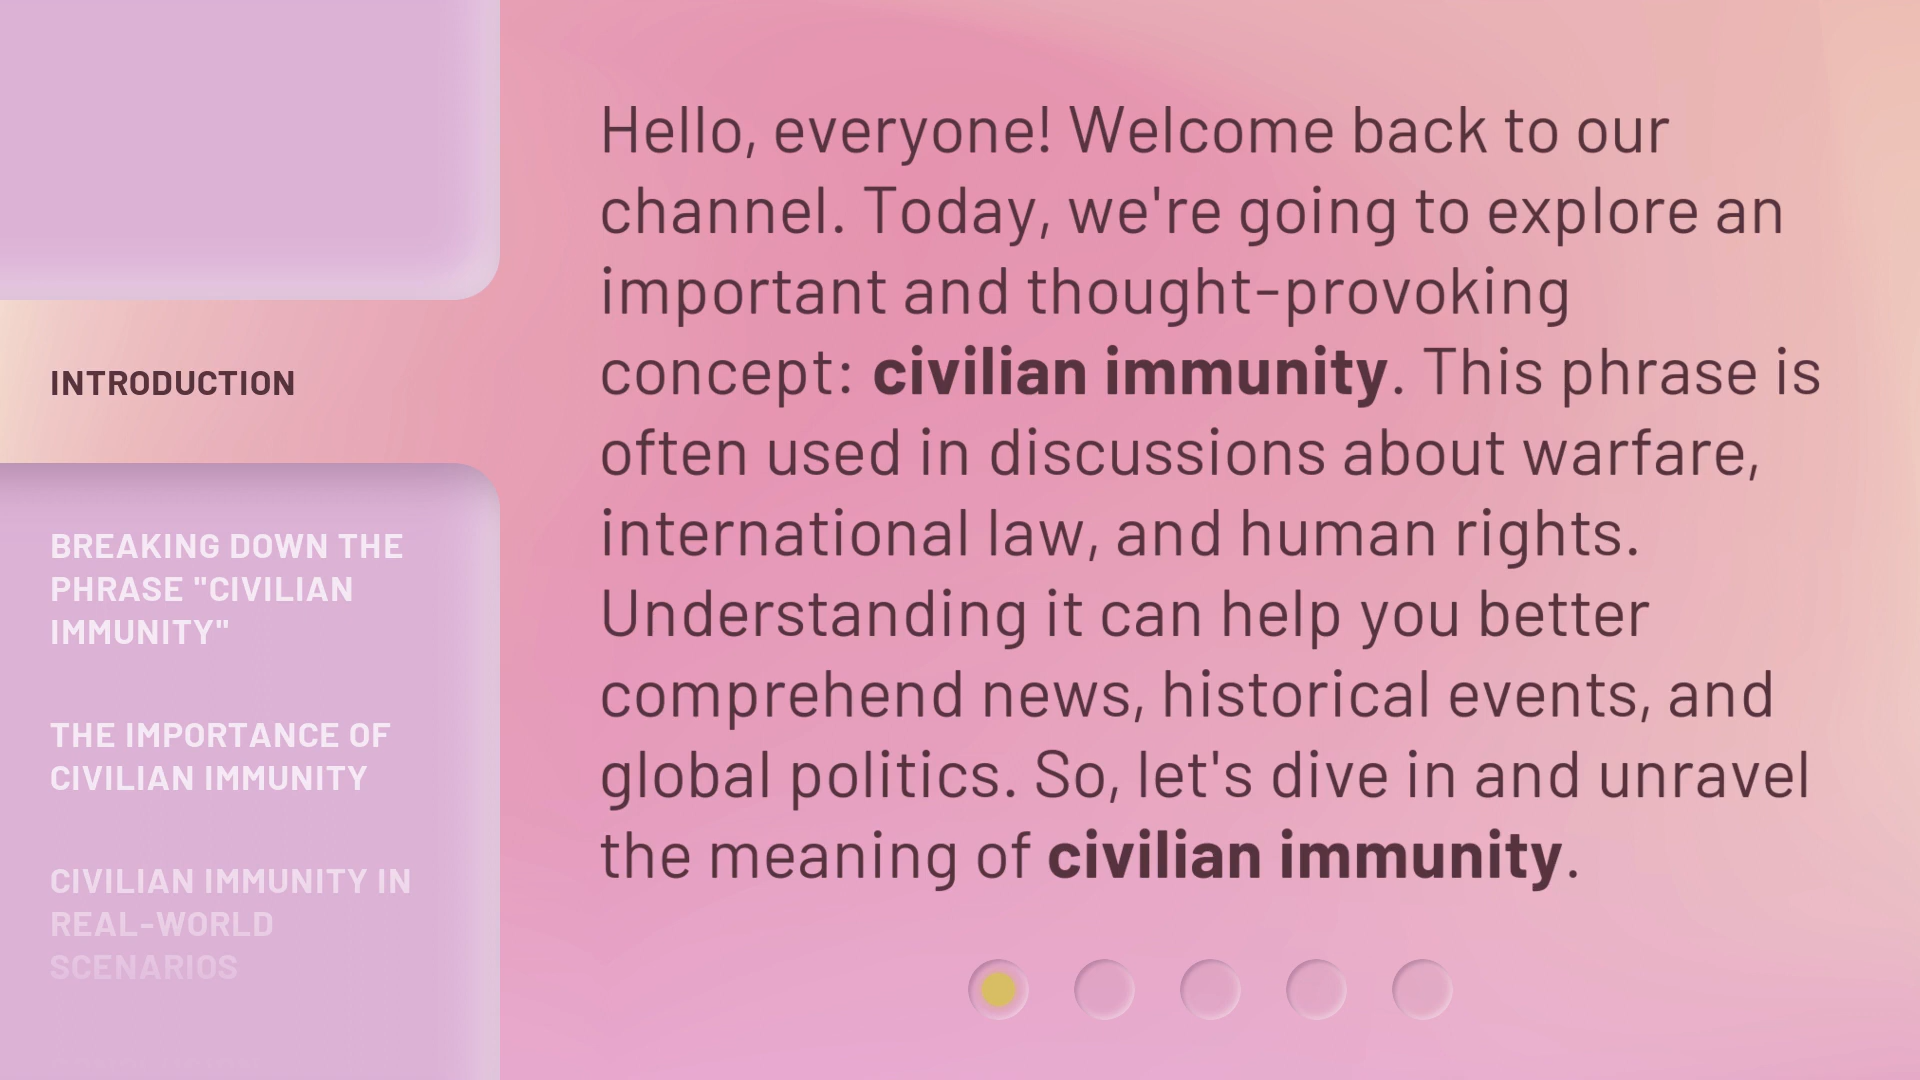 INTRODUCTION
BREAKING DOWN THE
PHRASE "CIVILIAN
IMMUNITY"
THE IMPORTANCE OF
CIVILIAN IMMUNITY
CIVILIAN IMMUNITY IN
REAL-WORLD
SCENARIOS
Hello, everyone! Welcome back to our
channel. Today, we're going to explore an
important and thought-provoking
concept: civilian immunity. This phrase is
often used in discussions about warfare,
international law, and human rights.
Understanding it can help you better
comprehend news, historical events, and
global politics. So, let's dive in and unravel
the meaning of civilian immunity.